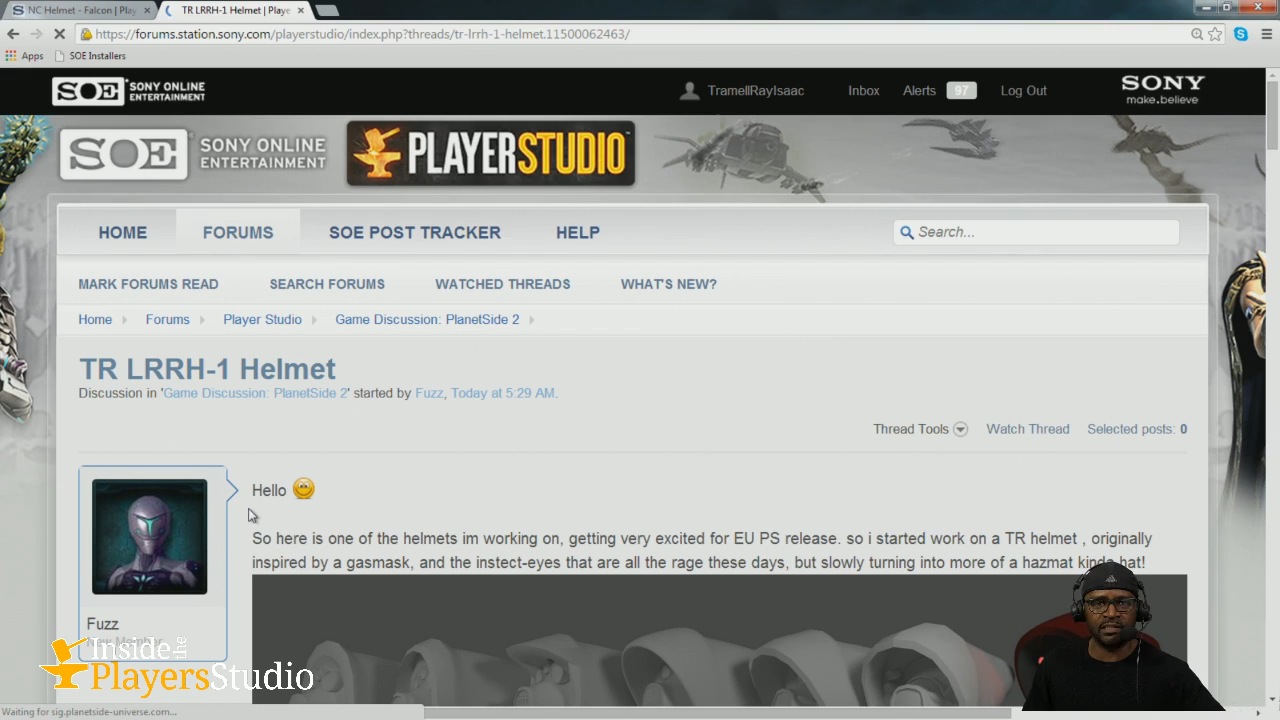 NC Helmet - Falcon | Play
TR LRRH-1 Helmet | Playe
https://forums.station.sony.com/playerstudio/index.php?threads/tr-lrrh-1-helmet.11500062463/
Apps SOE Installers
SOE SONY ONLINE ENTERTAINMENT
TramellRayIsaac Inbox Alerts 97 Log Out
SONY
make.believe
SOE SONY ONLINE ENTERTAINMENT
PLAYERSTUDIO
HOME FORUMS SOE POST TRACKER HELP
Search...
MARK FORUMS READ SEARCH FORUMS WATCHED THREADS WHAT'S NEW?
Home Forums Player Studio Game Discussion: PlanetSide 2
TR LRRH-1 Helmet
Discussion in 'Game Discussion: PlanetSide 2' started by Fuzz, Today at 5:29 AM.
Thread Tools Watch Thread Selected posts: 0
Hello
So here is one of the helmets im working on, getting very excited for EU PS release. so i started work on a TR helmet , originally
inspired by a gasmask, and the instect-eyes that are all the rage these days, but slowly turning into more of a hazmat kinda hat!
Fuzz
New Member
Inside the
PlayersStudio
Waiting for sig.planetside-universe.com...